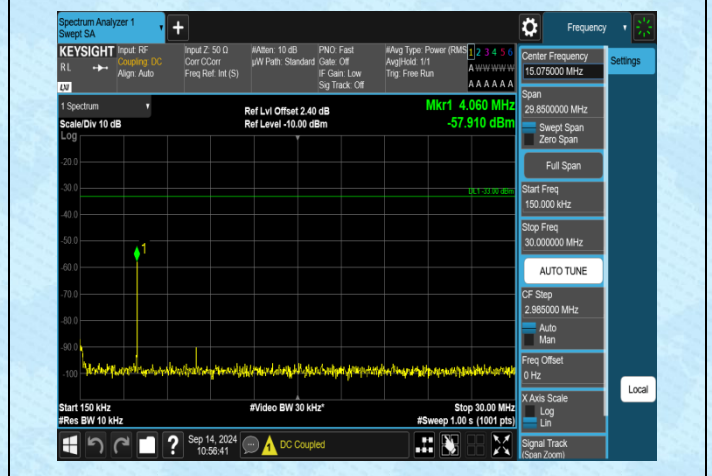 Spectrum Analyzer 1
Swept SA
+
Frequency
KEYSIGHT
RL
Input: RF
Coupling: DC
Align: Auto
Input Z: 50 Ω
Corr CCorr
Freq Ref: Int (S)
#Atten: 10 dB
µW Path: Standard
PNO: Fast
Gate: Off
IF Gain: Low
Sig Track: Off
#Avg Type: Power (RMS
Avg|Hold: 1/1
Trig: Free Run
1 2 3 4 5 6
A W W W W W
A A A A A A
1 Spectrum
Scale/Div 10 dB
Log
Ref Lvl Offset 2.40 dB
Ref Level -10.00 dBm
Mkr1 4.060 MHz
-57.910 dBm
-20.0
-30.0
DL1 -33.00 dBm
-40.0
-50.0
1
-60.0
-70.0
-80.0
-90.0
-100
Start 150 kHz
#Res BW 10 kHz
#Video BW 30 kHz*
Stop 30.00 MHz
#Sweep 1.00 s (1001 pts)
?
Sep 14, 2024
10:56:41
DC Coupled
Center Frequency
15.075000 MHz
Settings
Span
29.8500000 MHz
Swept Span
Zero Span
Full Span
Start Freq
150.000 kHz
Stop Freq
30.000000 MHz
AUTO TUNE
CF Step
2.985000 MHz
Auto
Man
Freq Offset
0 Hz
X Axis Scale
Log
Lin
Signal Track
(Span Zoom)
Local